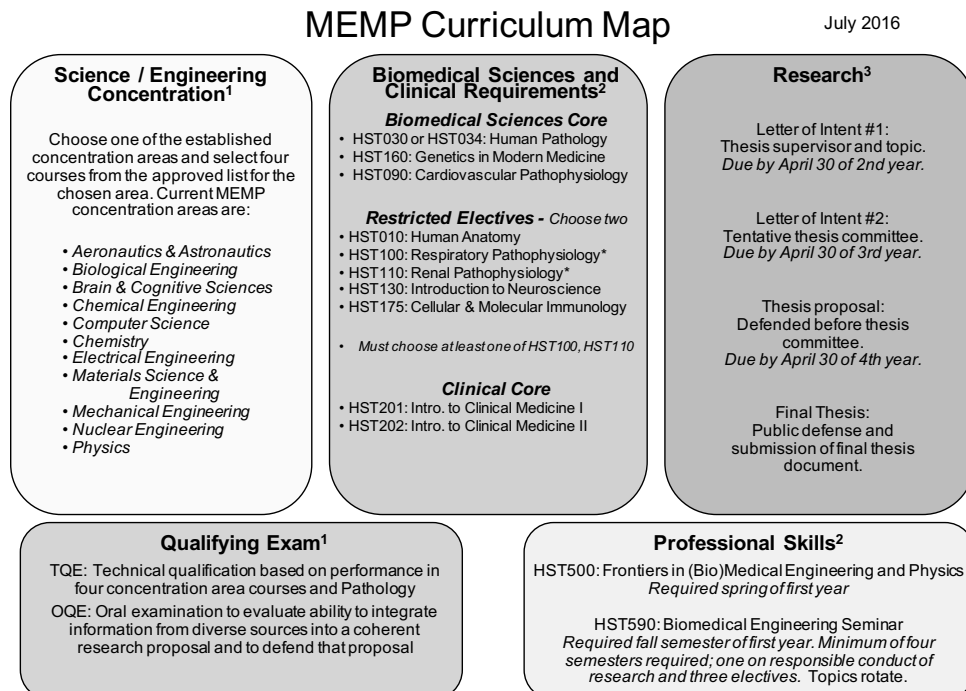 MEMP Curriculum Map
July 2016
Science / Engineering
Concentration¹
Choose one of the established
concentration areas and select four
courses from the approved list for the
chosen area. Current MEMP
concentration areas are:
• Aeronautics & Astronautics
• Biological Engineering
• Brain & Cognitive Sciences
• Chemical Engineering
• Computer Science
• Chemistry
• Electrical Engineering
• Materials Science &
Engineering
• Mechanical Engineering
• Nuclear Engineering
• Physics
Biomedical Sciences and
Clinical Requirements²
Biomedical Sciences Core
• HST030 or HST034: Human Pathology
• HST160: Genetics in Modern Medicine
• HST090: Cardiovascular Pathophysiology
Restricted Electives - Choose two
• HST010: Human Anatomy
• HST100: Respiratory Pathophysiology*
• HST110: Renal Pathophysiology*
• HST130: Introduction to Neuroscience
• HST175: Cellular & Molecular Immunology
• Must choose at least one of HST100, HST110
Clinical Core
• HST201: Intro. to Clinical Medicine I
• HST202: Intro. to Clinical Medicine II
Research³
Letter of Intent #1:
Thesis supervisor and topic.
Due by April 30 of 2nd year.
Letter of Intent #2:
Tentative thesis committee.
Due by April 30 of 3rd year.
Thesis proposal:
Defended before thesis
committee.
Due by April 30 of 4th year.
Final Thesis:
Public defense and
submission of final thesis
document.
Qualifying Exam¹
TQE: Technical qualification based on performance in
four concentration area courses and Pathology
OQE: Oral examination to evaluate ability to integrate
information from diverse sources into a coherent
research proposal and to defend that proposal
Professional Skills²
HST500: Frontiers in (Bio)Medical Engineering and Physics
Required spring of first year
HST590: Biomedical Engineering Seminar
Required fall semester of first year. Minimum of four
semesters required; one on responsible conduct of
research and three electives. Topics rotate.